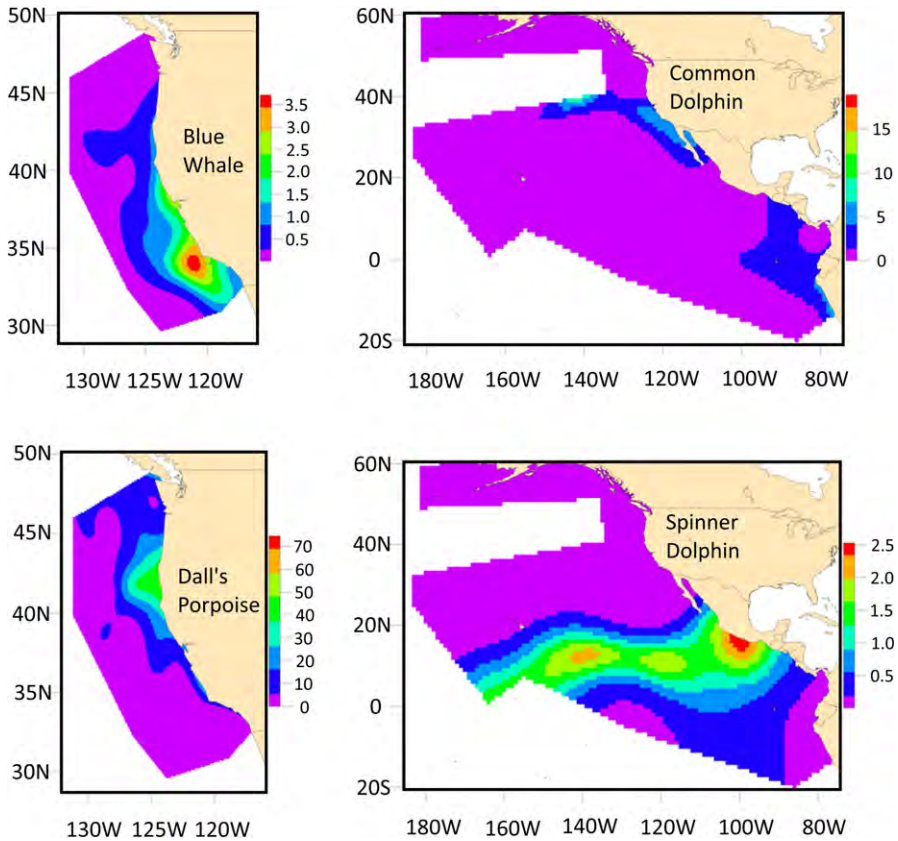 50N
45N
40N
35N
30N
130W 125W 120W
Blue
Whale
3.5
3.0
2.5
2.0
1.5
1.0
0.5
60N
40N
20N
0
20S
180W 160W 140W 120W 100W 80W
Common
Dolphin
15
10
5
0
50N
45N
40N
35N
30N
130W 125W 120W
Dall's
Porpoise
70
60
50
40
30
20
10
0
60N
40N
20N
0
20S
180W 160W 140W 120W 100W 80W
Spinner
Dolphin
2.5
2.0
1.5
1.0
0.5